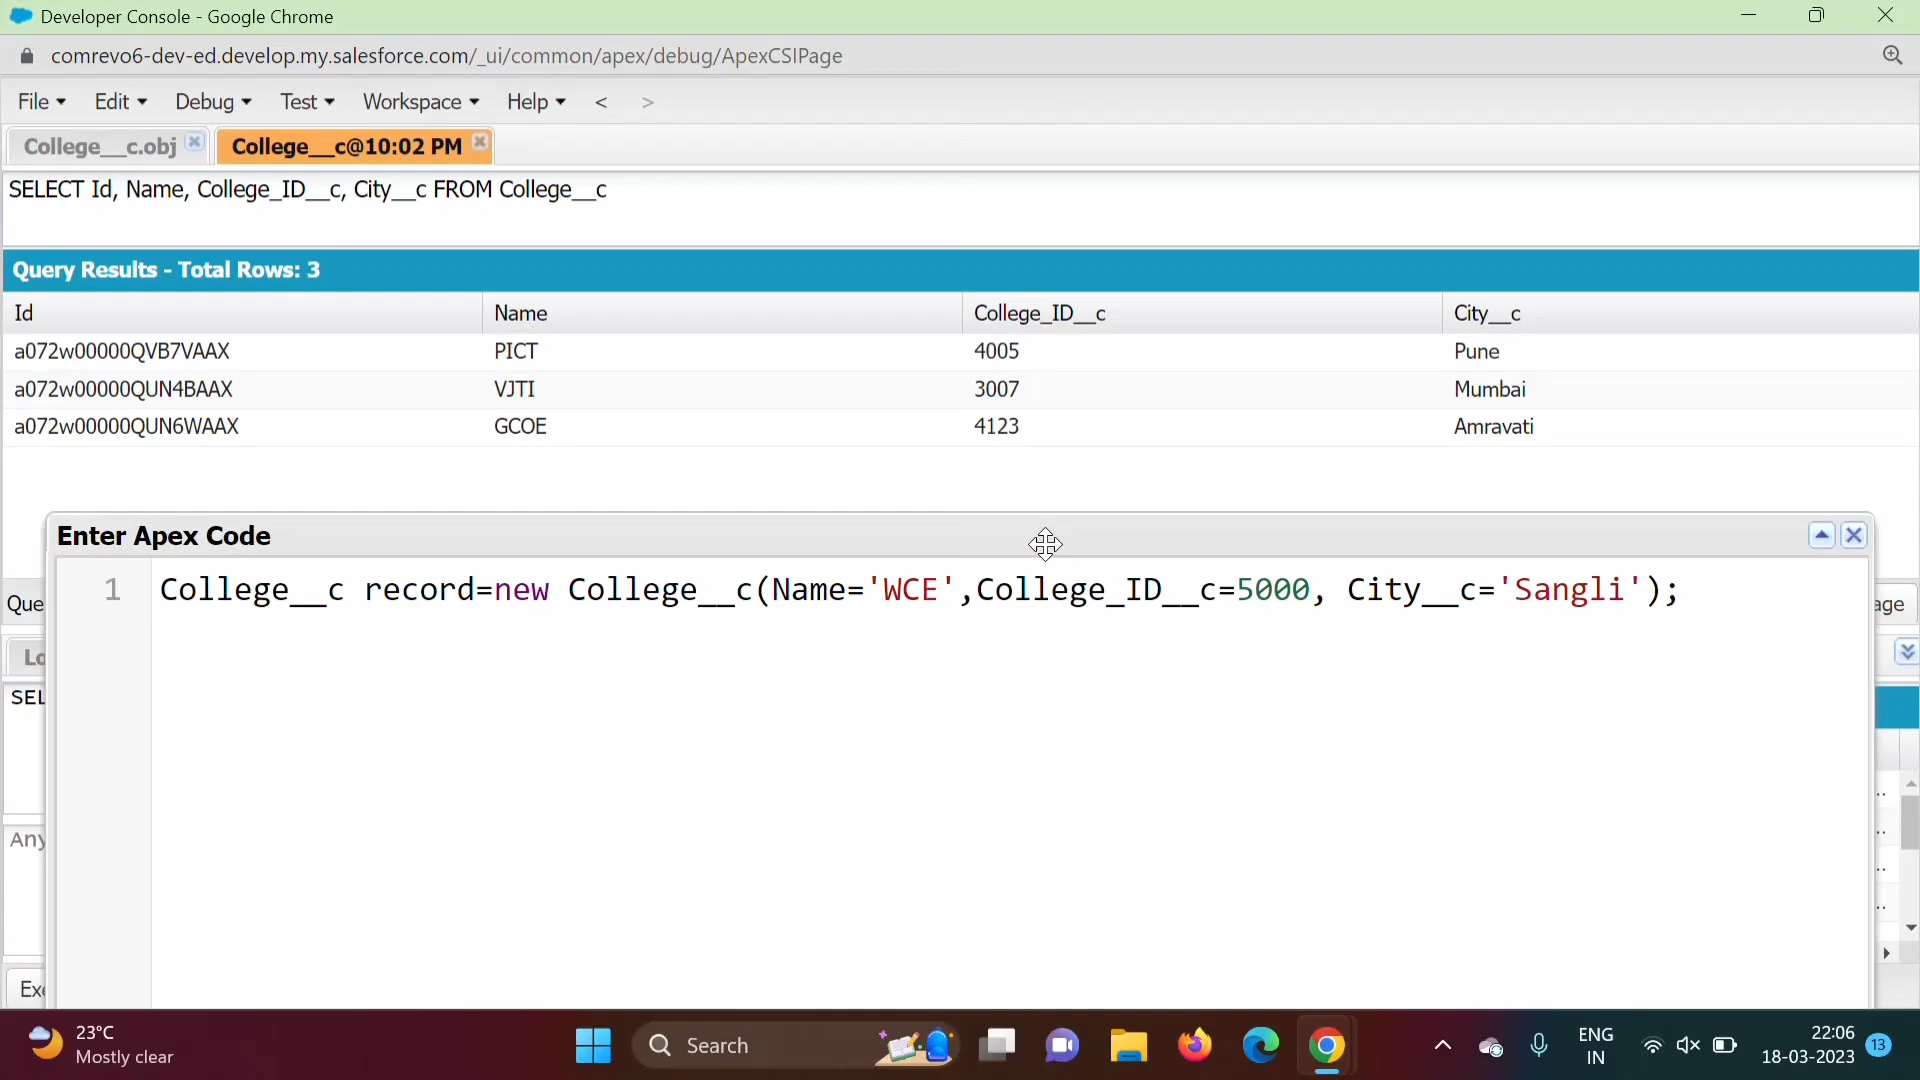 Developer Console - Google Chrome
comrevo6-dev-ed.develop.my.salesforce.com/_ui/common/apex/debug/ApexCSIPage
File Edit Debug Test Workspace Help < >
College__c.obj College__c@10:02 PM
SELECT Id, Name, College_ID__c, City__c FROM College__c
Query Results - Total Rows: 3
Id Name College_ID__c City__c
a072w00000QVB7VAAX PICT 4005 Pune
a072w00000QUN4BAAX VJTI 3007 Mumbai
a072w00000QUN6WAAX GCOE 4123 Amravati
Enter Apex Code
1 College__c record=new College__c(Name='WCE',College_ID__c=5000, City__c='Sangli');
Que age
Lo
SEL
Any
Exe
23°C
Mostly clear
Search
ENG
IN
22:06
18-03-2023
13